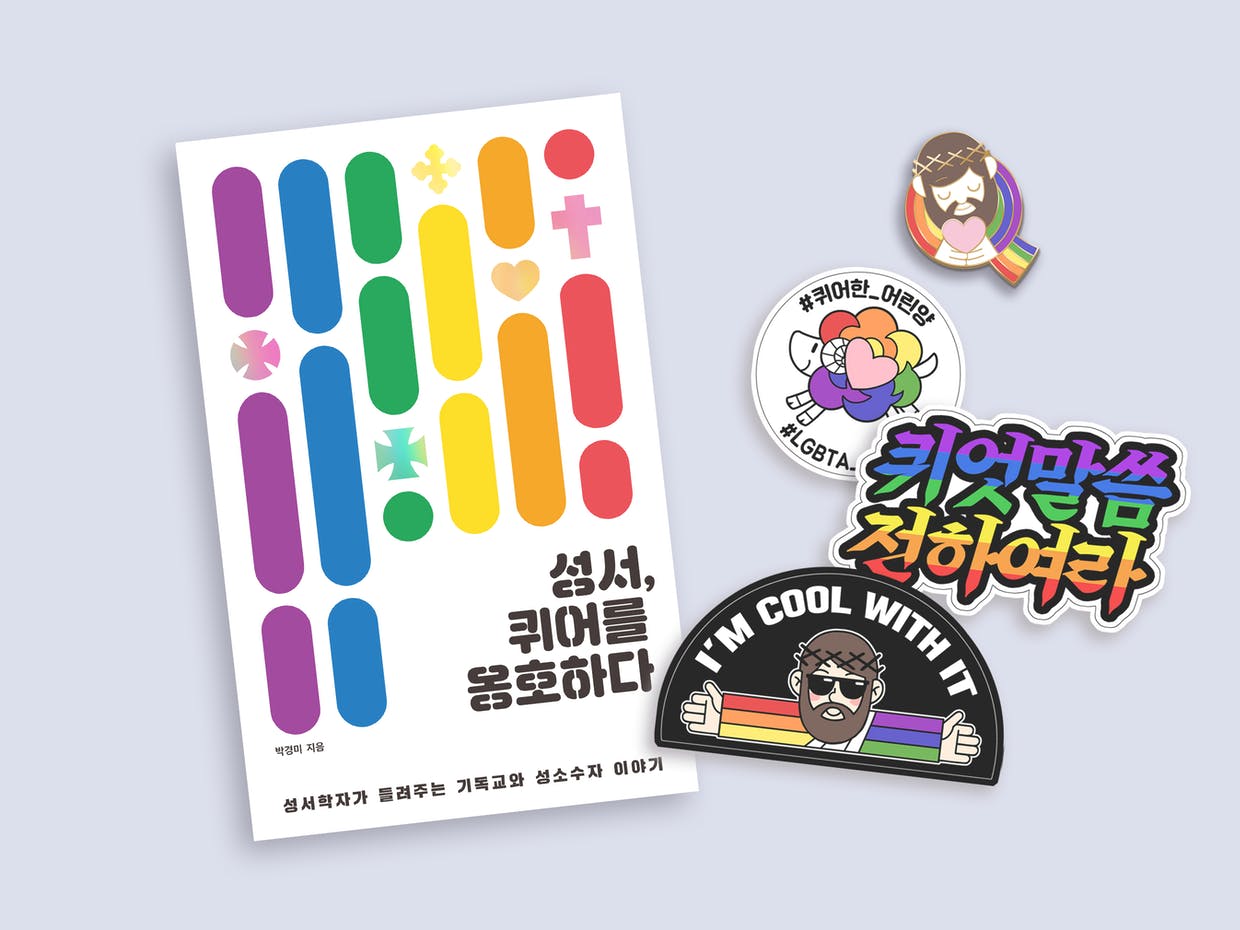 성서,
퀴어를
옹호하다
박경미 지음
성서학자가 들려주는 기독교와 성소수자 이야기
#퀴어한_어린양
#LGBTA_
퀴엇말씀
전하여라
I'M COOL WITH IT